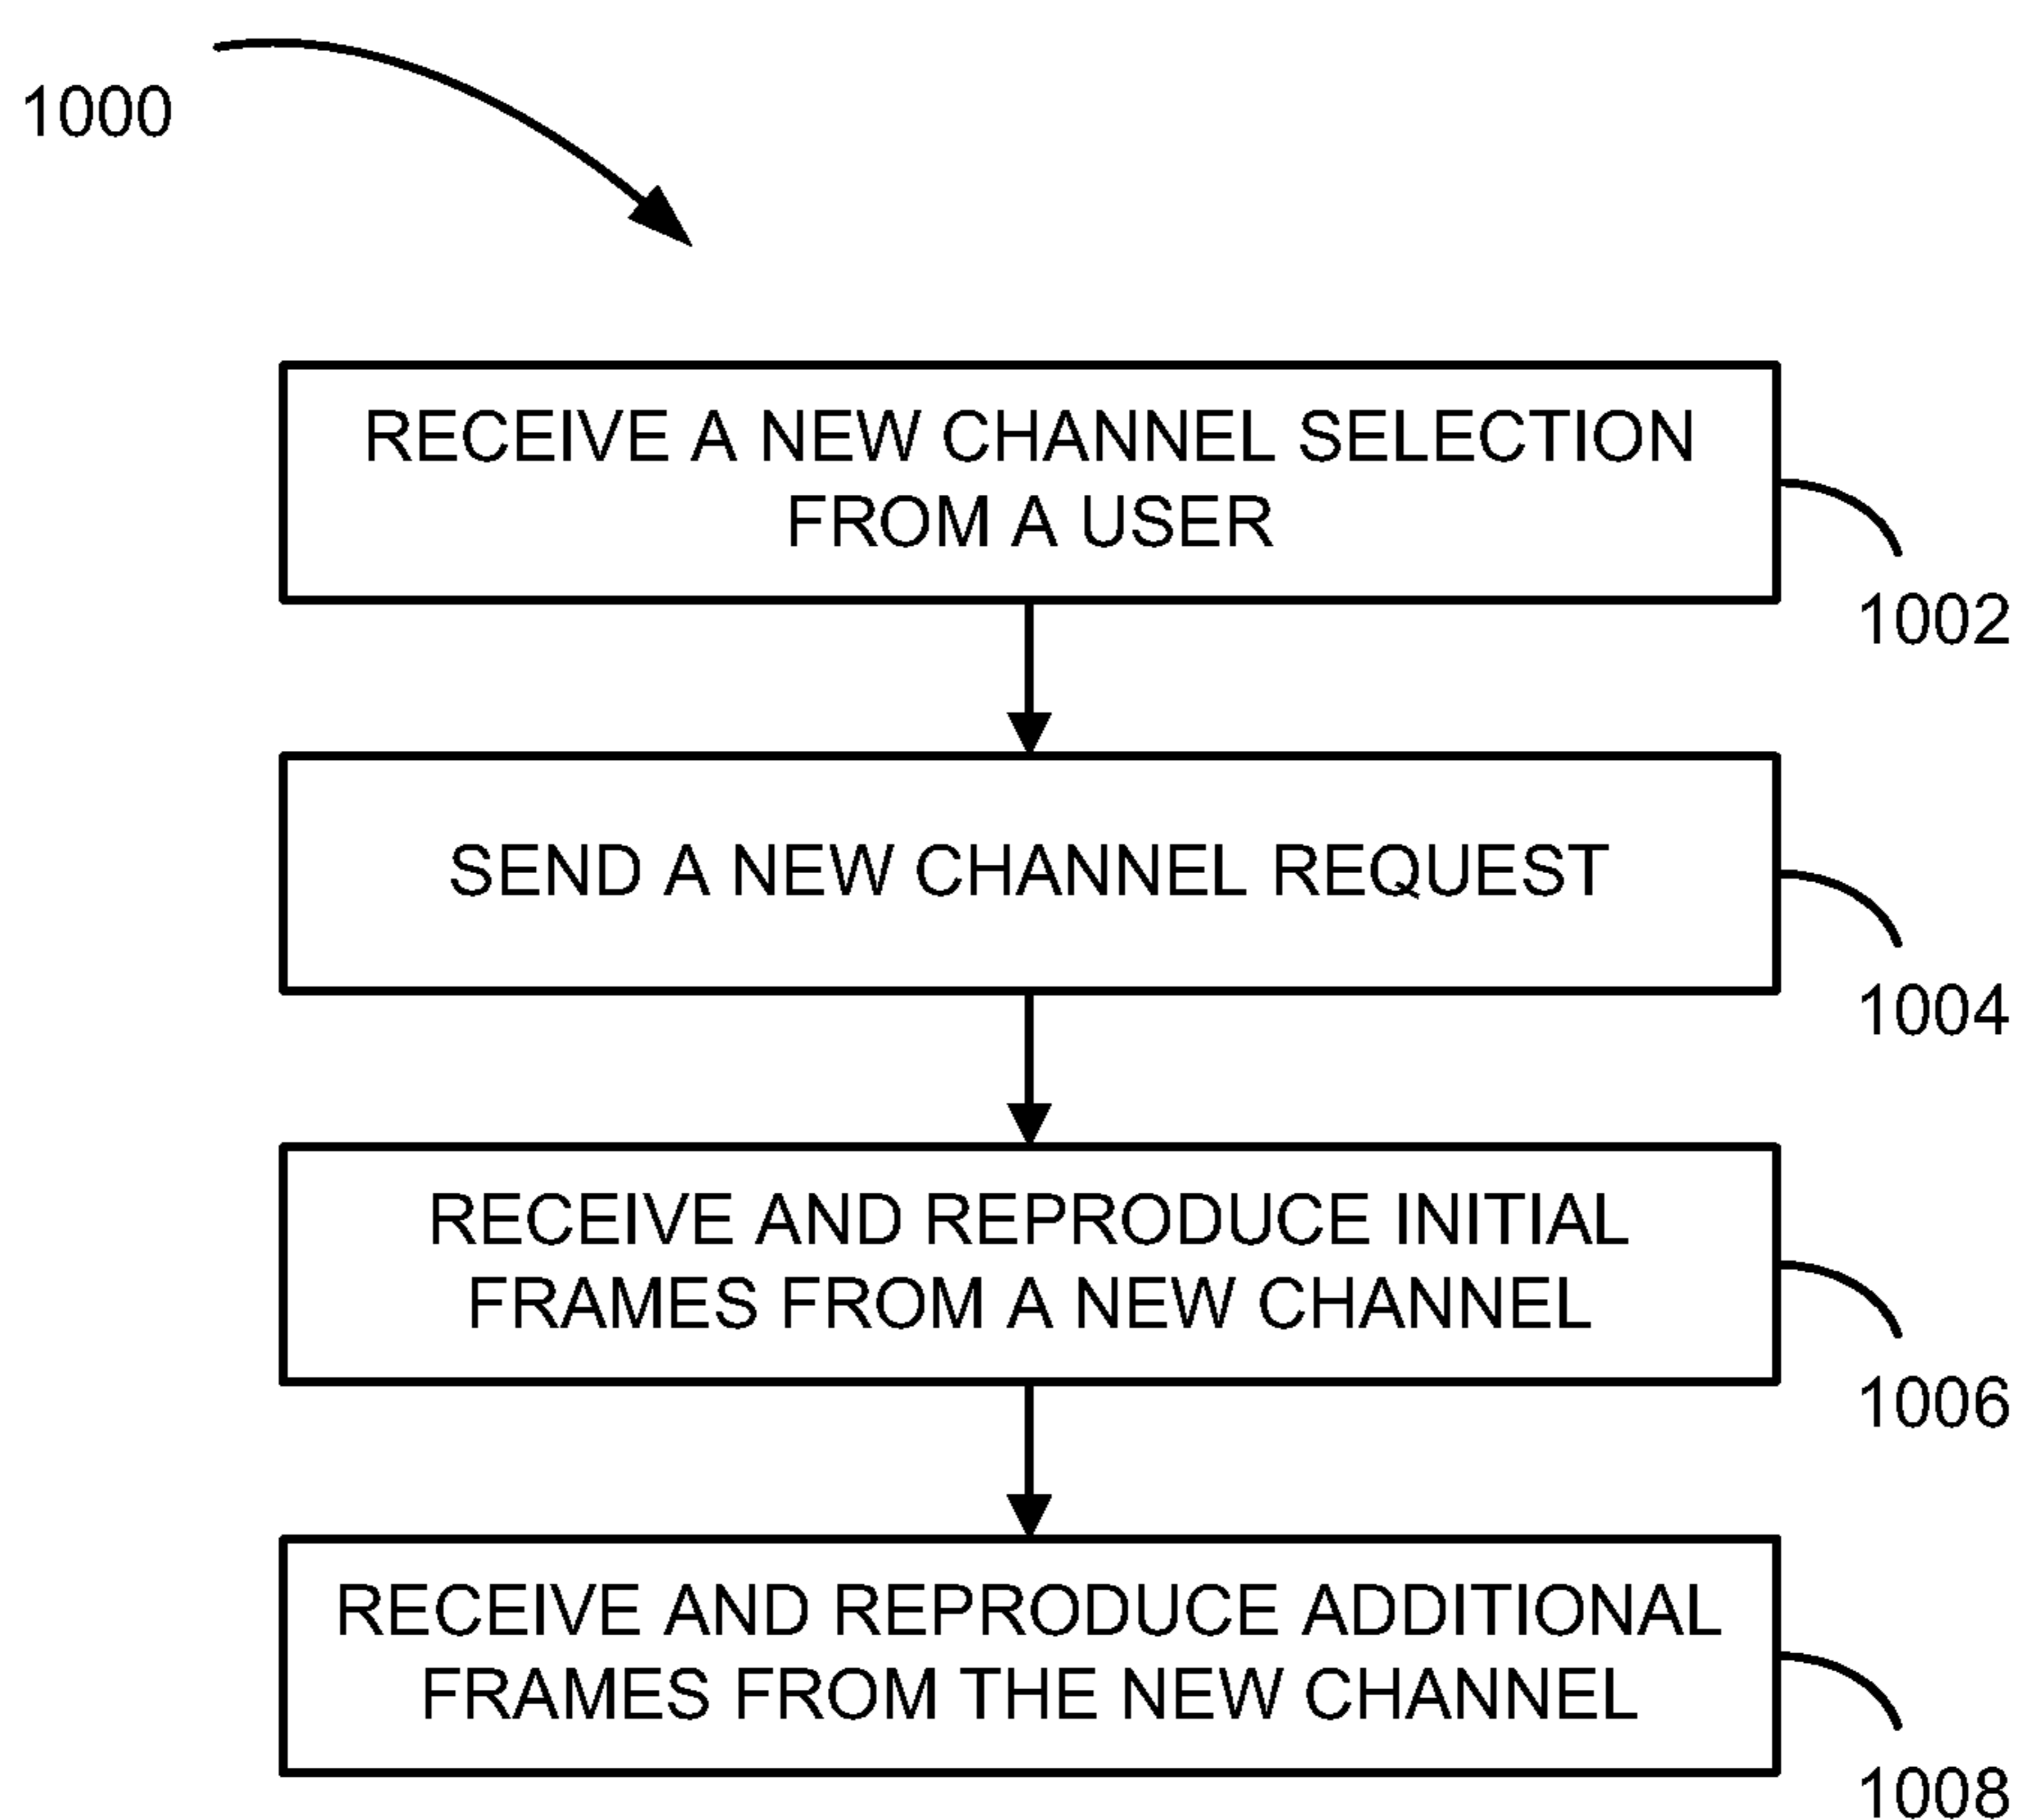 1000
RECEIVE A NEW CHANNEL SELECTION
FROM A USER
1002
SEND A NEW CHANNEL REQUEST
1004
RECEIVE AND REPRODUCE INITIAL
FRAMES FROM A NEW CHANNEL
1006
RECEIVE AND REPRODUCE ADDITIONAL
FRAMES FROM THE NEW CHANNEL
1008